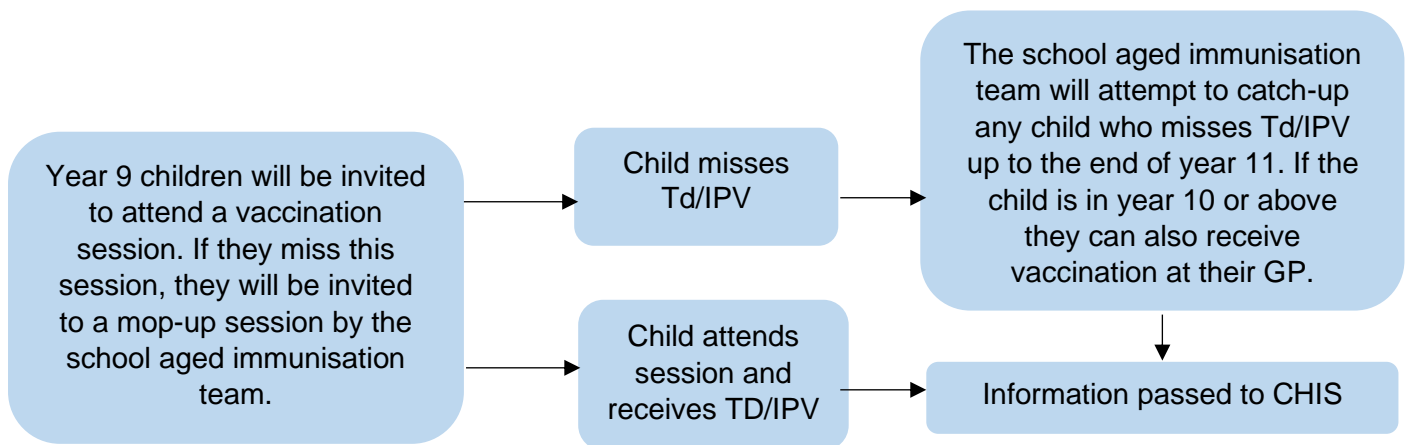 Year 9 children will be invited
to attend a vaccination
session. If they miss this
session, they will be invited
to a mop-up session by the
school aged immunisation
team.
Child misses
Td/IPV
The school aged immunisation
team will attempt to catch-up
any child who misses Td/IPV
up to the end of year 11. If the
child is in year 10 or above
they can also receive
vaccination at their GP.
Child attends
session and
receives TD/IPV
Information passed to CHIS